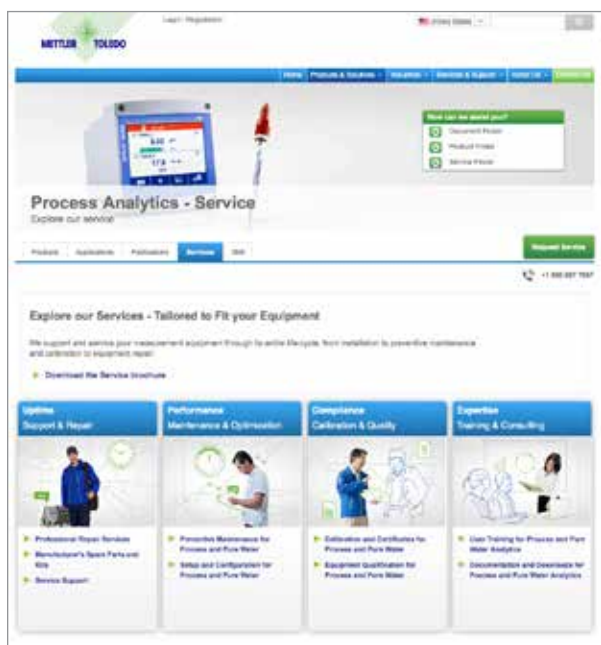 Login Registration
United States
METTLER TOLEDO
Home Products & Solutions Industries Services & Support About Us Contact Us
How can we assist you?
Document Finder
Product Finder
Service Finder
Process Analytics - Service
Explore our service
Products Applications Publications Services
Request Service
Explore our Services - Tailored to Fit your Equipment
We support and service your measurement equipment through its entire life-cycle, from installation to preventive maintenance
and calibration to equipment repair.
Download the Service brochure
Uptime
Support & Repair
Performance
Maintenance & Optimization
Compliance
Calibration & Quality
Expertise
Training & Consulting
Professional Repair Services
Manufacturer's Spare Parts and
Kits
Service Support
Preventive Maintenance for
Process and Pure Water
Setup and Configuration for
Process and Pure Water
Calibration and Certificates for
Process and Pure Water
Equipment Qualification for
Process and Pure Water
User Training for Process and Pure
Water Analytics
Documentation and Downloads for
Process and Pure Water Analytics